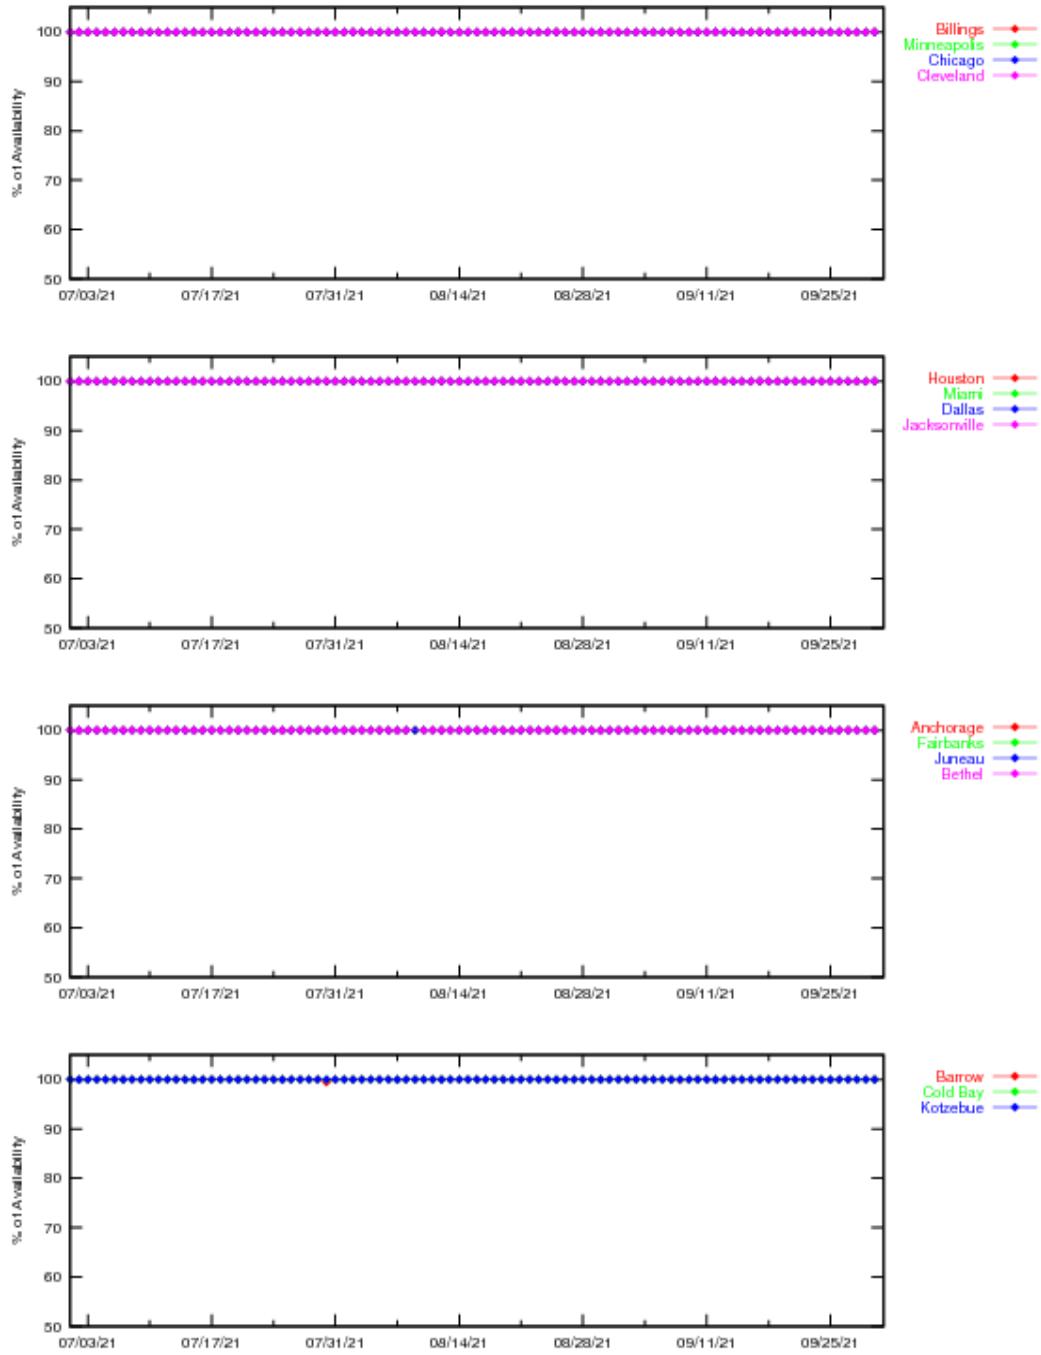 100
90
80
70
60
50
% of Availability
07/03/21 07/17/21 07/31/21 08/14/21 08/28/21 09/11/21 09/25/21
Billings
Minneapolis
Chicago
Cleveland
100
90
80
70
60
50
% of Availability
07/03/21 07/17/21 07/31/21 08/14/21 08/28/21 09/11/21 09/25/21
Houston
Miami
Dallas
Jacksonville
100
90
80
70
60
50
% of Availability
07/03/21 07/17/21 07/31/21 08/14/21 08/28/21 09/11/21 09/25/21
Anchorage
Fairbanks
Juneau
Bethel
100
90
80
70
60
50
% of Availability
07/03/21 07/17/21 07/31/21 08/14/21 08/28/21 09/11/21 09/25/21
Barrow
Cold Bay
Kotzebue